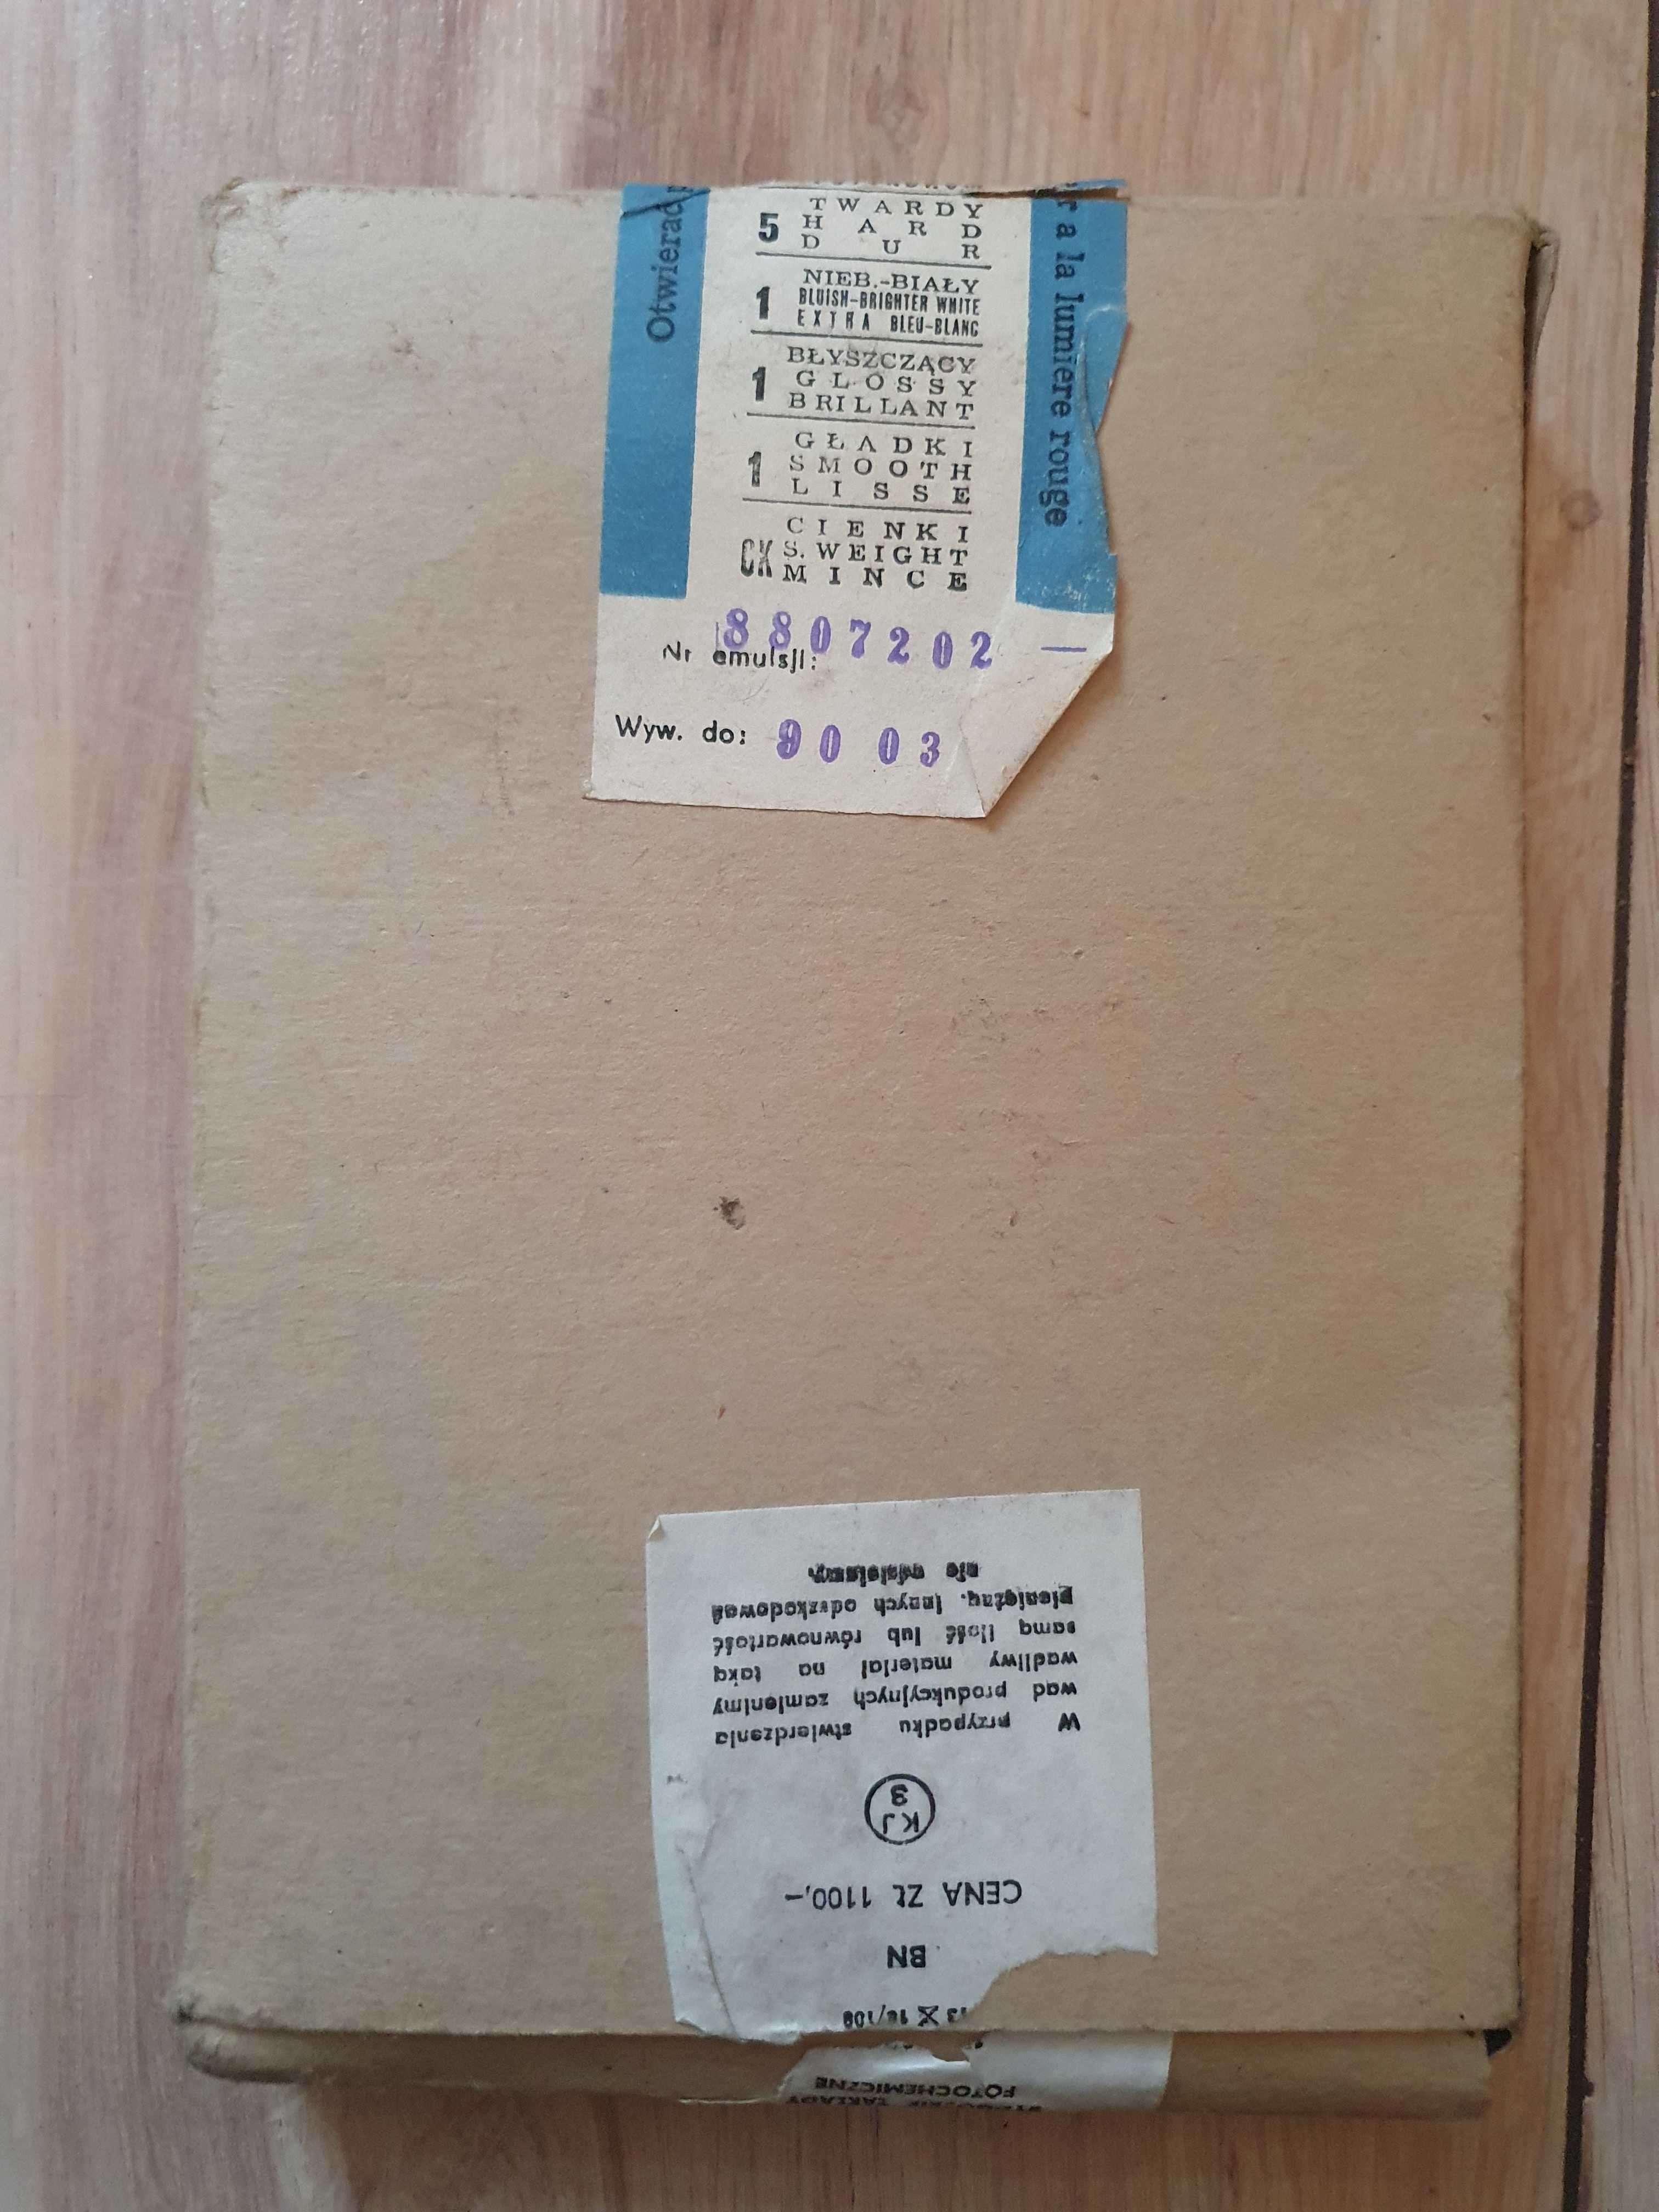 Otwierać
r a la lumiere rouge
5 TWARDY
HARD
DUR
1 NIEB.-BIAŁY
BLUISH-BRIGHTER WHITE
EXTRA BLEU-BLANC
1 BŁYSZCZĄCY
GLOSSY
BRILLANT
1 GŁADKI
SMOOTH
LISSE
CK CIENKI
S. WEIGHT
MINCE
Nr emulsji: 8807202 —
Wyw. do: 90 03
FOTOCHEMICZNE
13 X 18/100
BN
CENA ZŁ 1100,—
KJ
3
W przypadku stwierdzenia
wad produkcyjnych zamienimy
wadliwy materiał na taką
samą ilość lub równowartość
pieniężną. Innych odszkodowań
nie udzielamy.